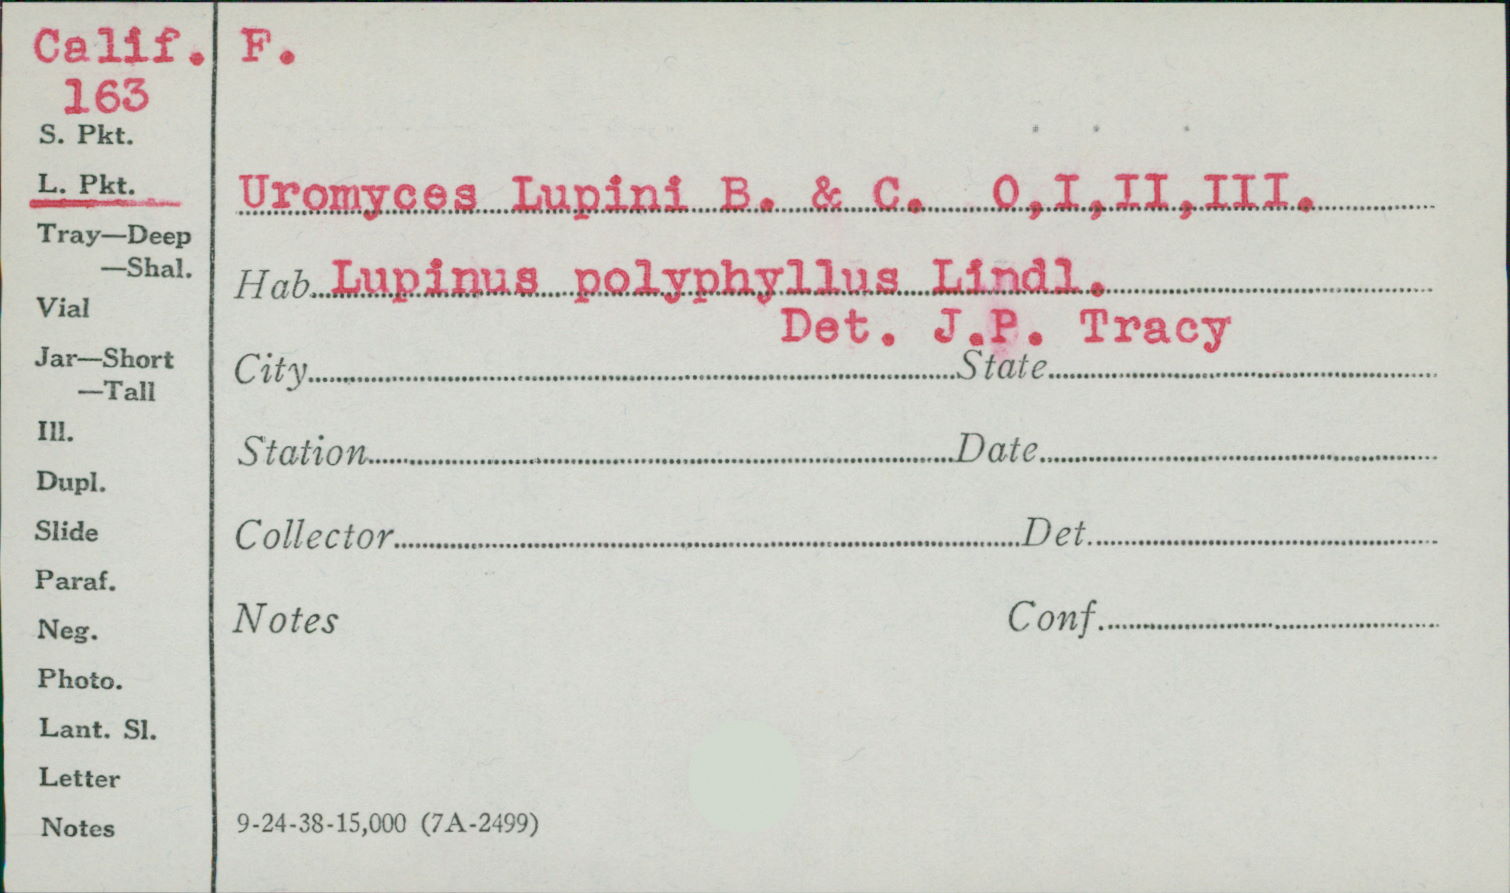 Calif. F.
163
S. Pkt.
L. Pkt.
Uromyces Lupini B. & C. O,I,II,III.
Tray—Deep
—Shal.
Hab. Lupinus polyphyllus Lindl.
Det. J.P. Tracy
Vial
Jar—Short
—Tall
City State
Ill.
Station Date
Dupl.
Slide
Collector Det.
Paraf.
Neg.
Notes Conf.
Photo.
Lant. Sl.
Letter
Notes
9-24-38-15,000 (7A-2499)